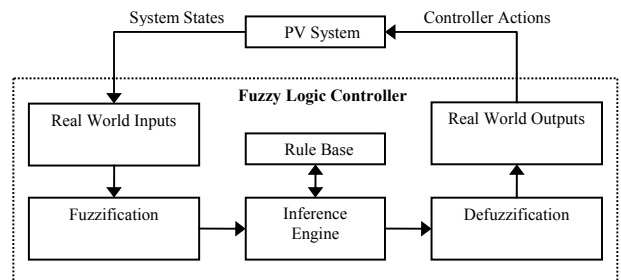 System States
PV System
Controller Actions
Fuzzy Logic Controller
Real World Inputs
Real World Outputs
Rule Base
Fuzzification
Inference
Engine
Defuzzification